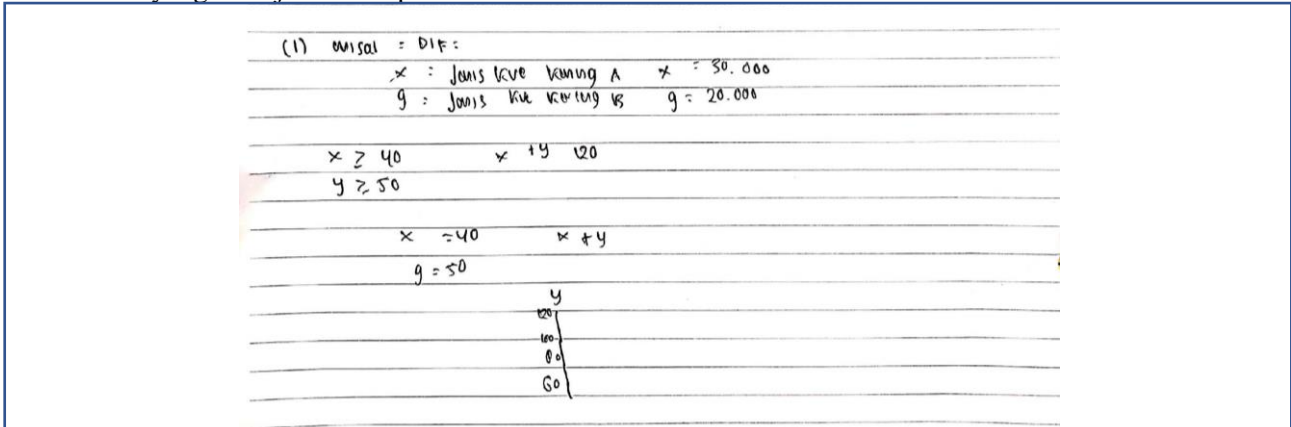 (1) misal : DIF :
x : Jenis kue kering A x = 30.000
y : Jenis kue kering B y = 20.000
x ≥ 40 x + y 120
y ≥ 50
x = 40 x + y
y = 50
y
120
100
80
60